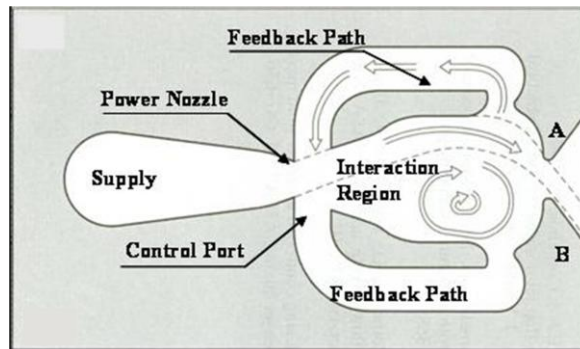 Feedback Path
Power Nozzle
A
Supply
Interaction
Region
Control Port
B
Feedback Path